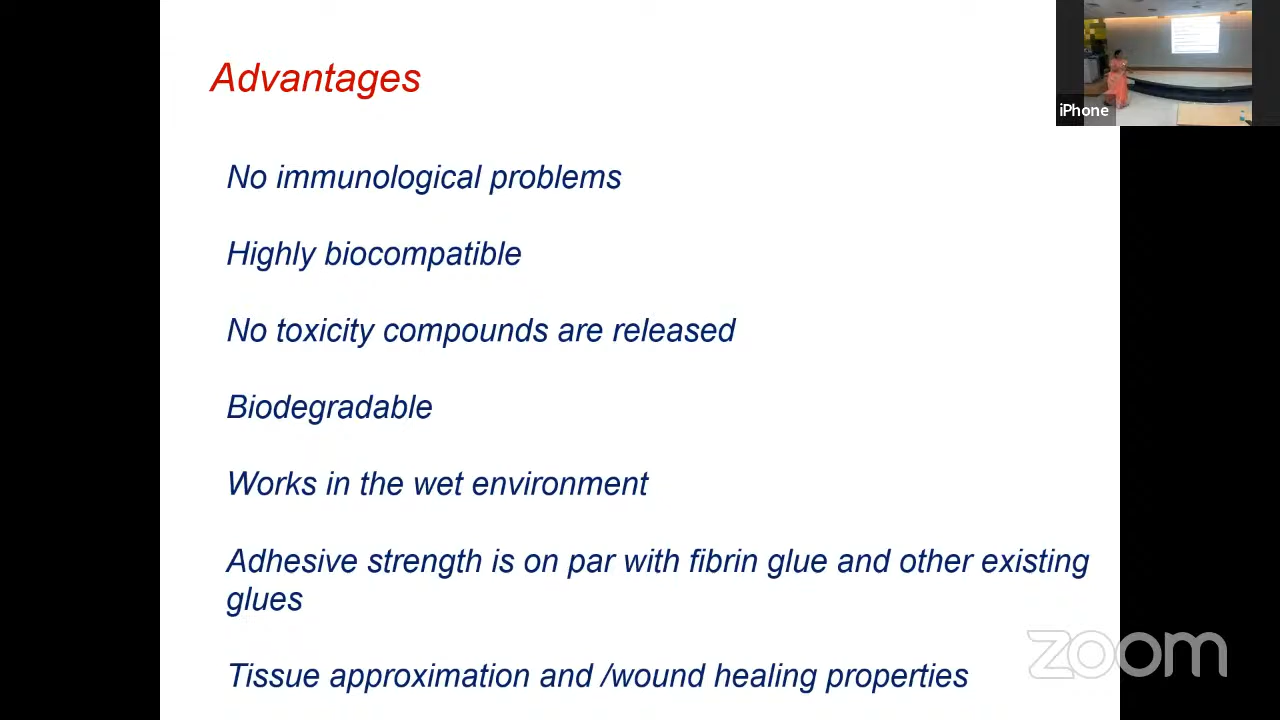 Advantages
iPhone
No immunological problems
Highly biocompatible
No toxicity compounds are released
Biodegradable
Works in the wet environment
Adhesive strength is on par with fibrin glue and other existing
glues
Tissue approximation and /wound healing properties
zoom